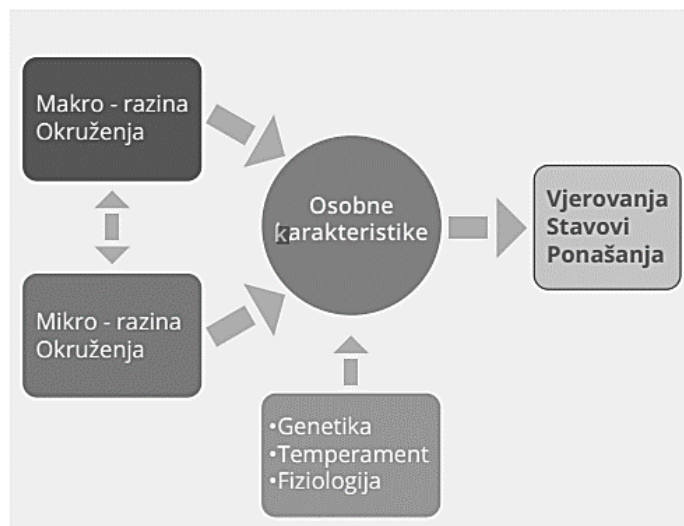 Makro - razina
Okruženja
Osobne
karakteristike
Vjerovanja
Stavovi
Ponašanja
Mikro - razina
Okruženja
•Genetika
•Temperament
•Fiziologija